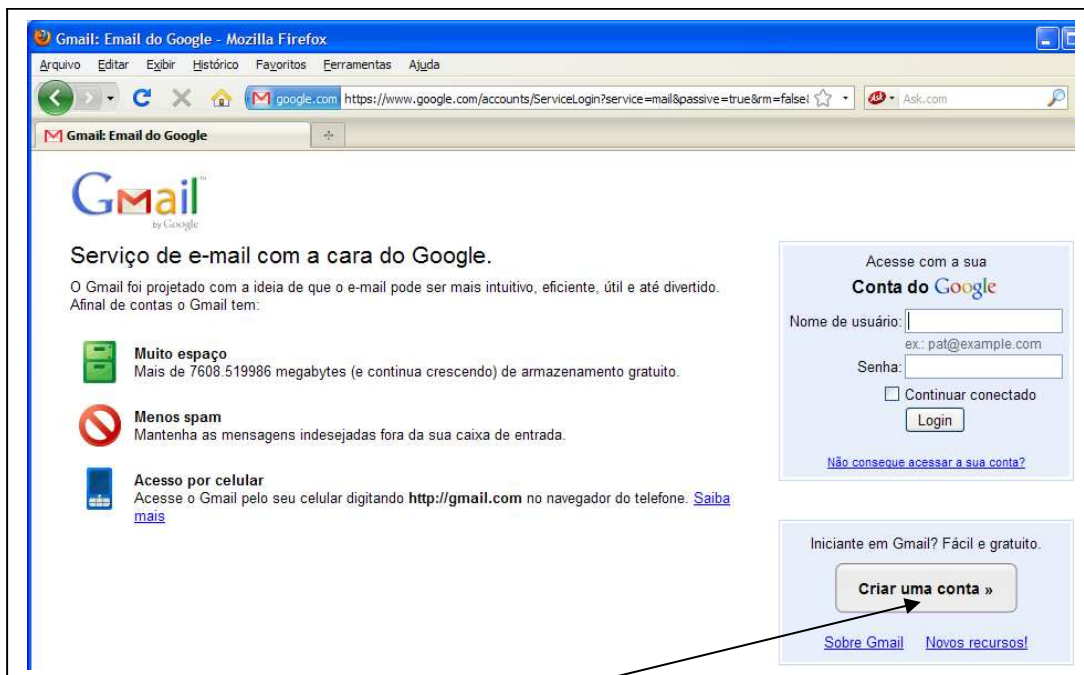 Gmail: Email do Google - Mozilla Firefox
Arquivo Editar Exibir Histórico Favoritos Ferramentas Ajuda
google.com https://www.google.com/accounts/ServiceLogin?service=mail&passive=true&rm=false
Ask.com
Gmail: Email do Google
Gmail™
by Google
Serviço de e-mail com a cara do Google.
O Gmail foi projetado com a ideia de que o e-mail pode ser mais intuitivo, eficiente, útil e até divertido.
Afinal de contas o Gmail tem:
Muito espaço
Mais de 7608.519986 megabytes (e continua crescendo) de armazenamento gratuito.
Menos spam
Mantenha as mensagens indesejadas fora da sua caixa de entrada.
Acesso por celular
Acesse o Gmail pelo seu celular digitando http://gmail.com no navegador do telefone. Saiba
mais
Acesse com a sua
Conta do Google
Nome de usuário:
ex.: pat@example.com
Senha:
Continuar conectado
Login
Não consegue acessar a sua conta?
Iniciante em Gmail? Fácil e gratuito.
Criar uma conta »
Sobre Gmail Novos recursos!